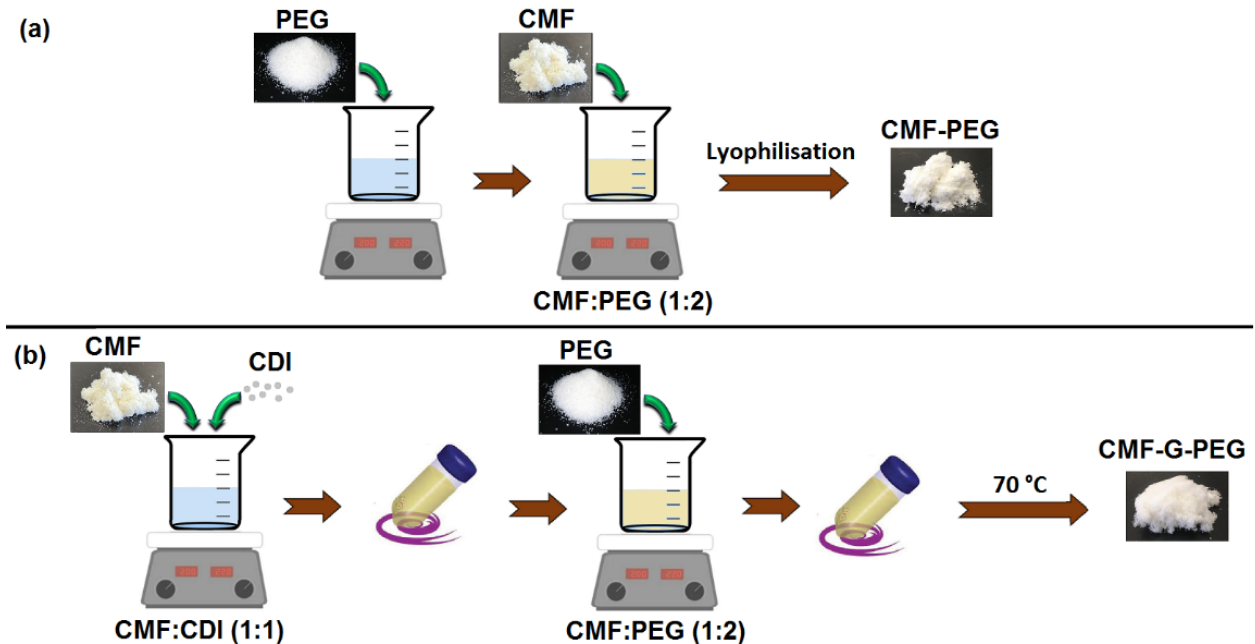 (a)
PEG
CMF
Lyophilisation
CMF-PEG
CMF:PEG (1:2)
(b)
CMF
CDI
PEG
70 °C
CMF-G-PEG
CMF:CDI (1:1)
CMF:PEG (1:2)